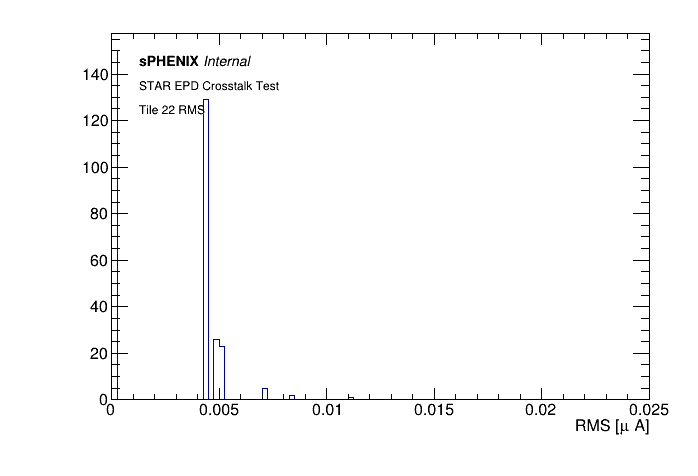 sPHENIX Internal
STAR EPD Crosstalk Test
Tile 22 RMS
140
120
100
80
60
40
20
0
0 0.005 0.01 0.015 0.02 0.025
RMS [μ A]